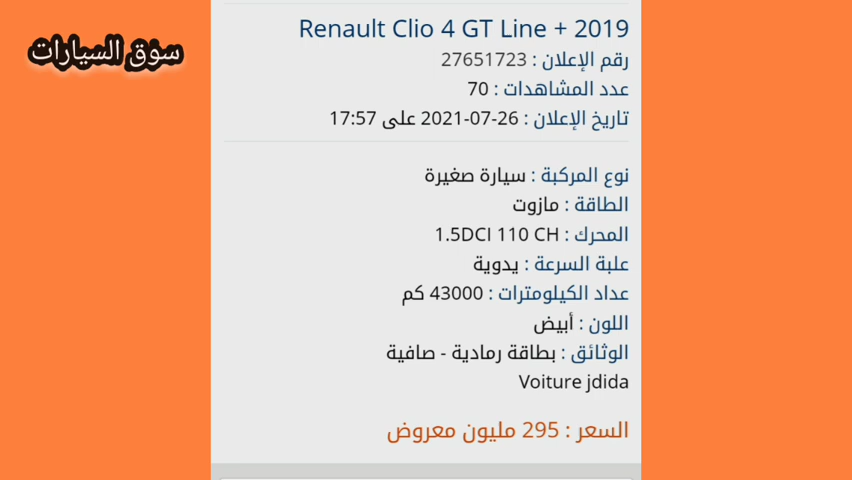 سوق السيارات
Renault Clio 4 GT Line + 2019
رقم الإعلان : 27651723
عدد المشاهدات : 70
تاريخ الإعلان : 26-07-2021 على 17:57
نوع المركبة : سيارة صغيرة
الطاقة : مازوت
المحرك : 1.5DCI 110 CH
علبة السرعة : يدوية
عداد الكيلومترات : 43000 كم
اللون : أبيض
الوثائق : بطاقة رمادية - صافية
Voiture jdida
السعر : 295 مليون معروض